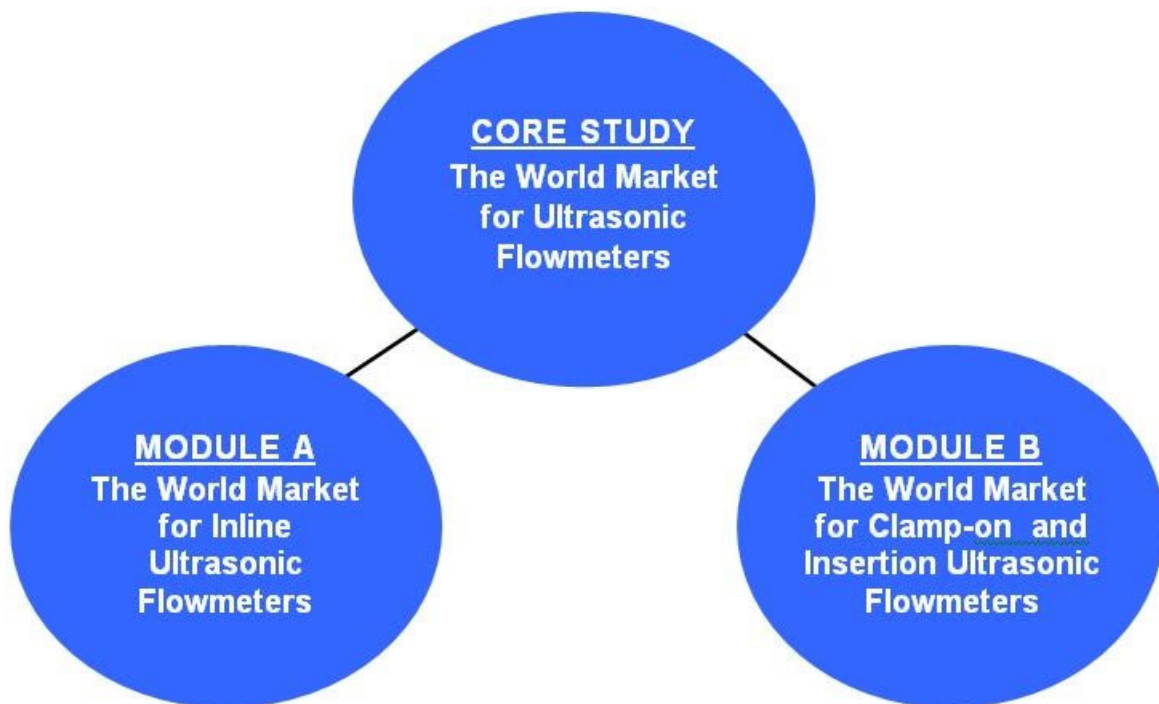 CORE STUDY
The World Market
for Ultrasonic
Flowmeters
MODULE A
The World Market
for Inline
Ultrasonic
Flowmeters
MODULE B
The World Market
for Clamp-on and
Insertion Ultrasonic
Flowmeters